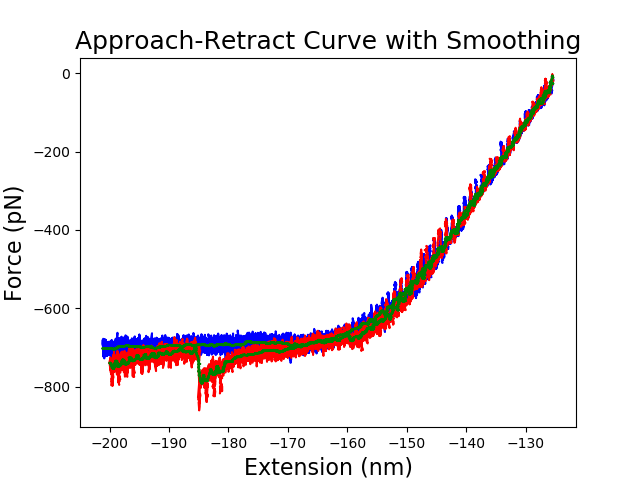 Approach-Retract Curve with Smoothing
0
−200
−400
−600
−800
Force (pN)
−200 −190 −180 −170 −160 −150 −140 −130
Extension (nm)